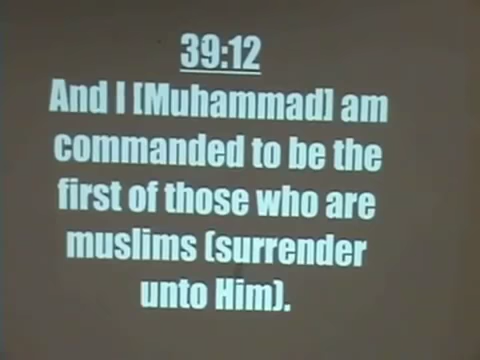 39:12
And I [Muhammad] am
commanded to be the
first of those who are
muslims (surrender
unto Him).